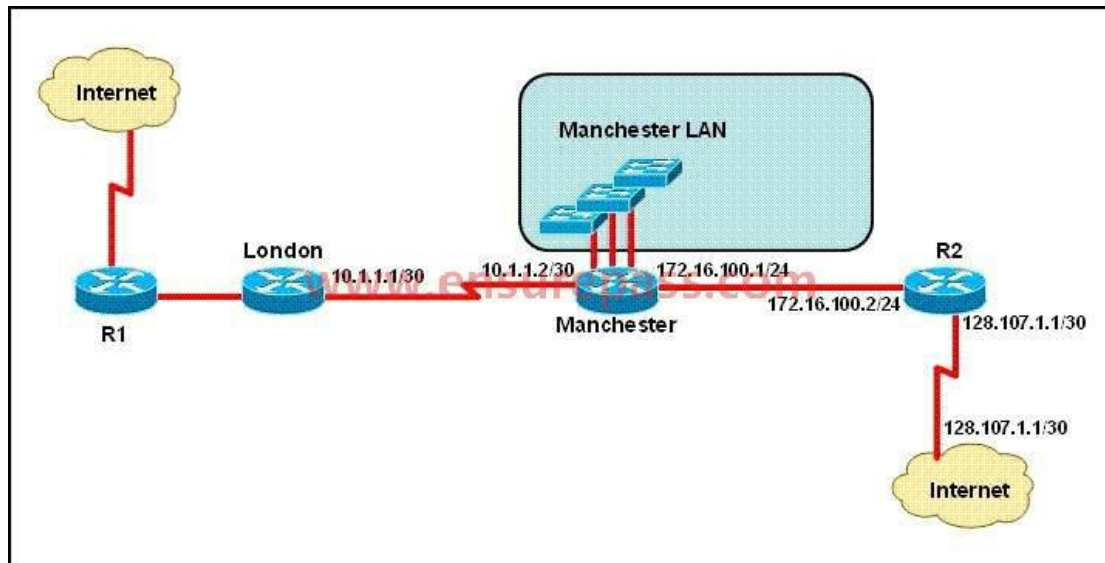 Internet
Manchester LAN
London
10.1.1.1/30
10.1.1.2/30
172.16.100.1/24
R2
www.ensurepass.com
R1
Manchester
172.16.100.2/24
128.107.1.1/30
128.107.1.1/30
Internet